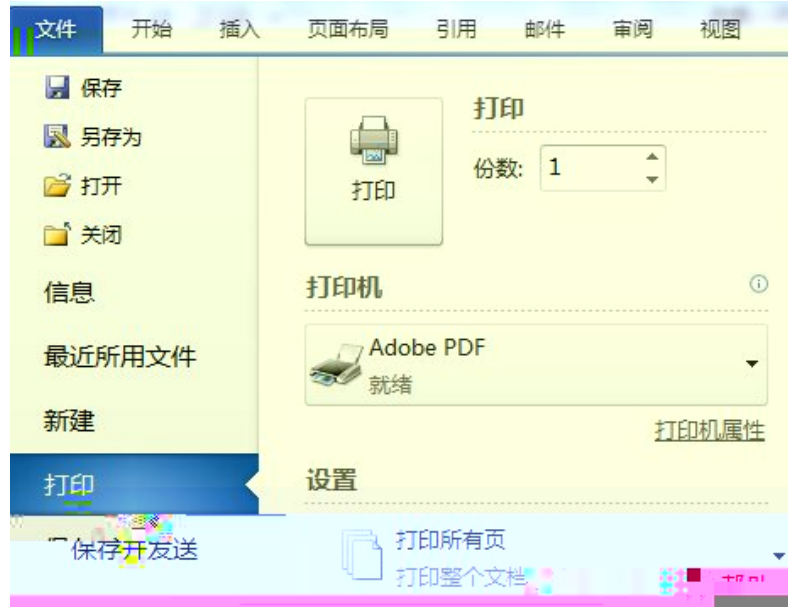 文件 开始 插入 页面布局 引用 邮件 审阅 视图
保存
另存为
打开
关闭
信息
最近所用文件
新建
打印
保存开发送
打印
打印
份数: 1
打印机
Adobe PDF
就绪
打印机属性
设置
打印所有页
打印整个文档